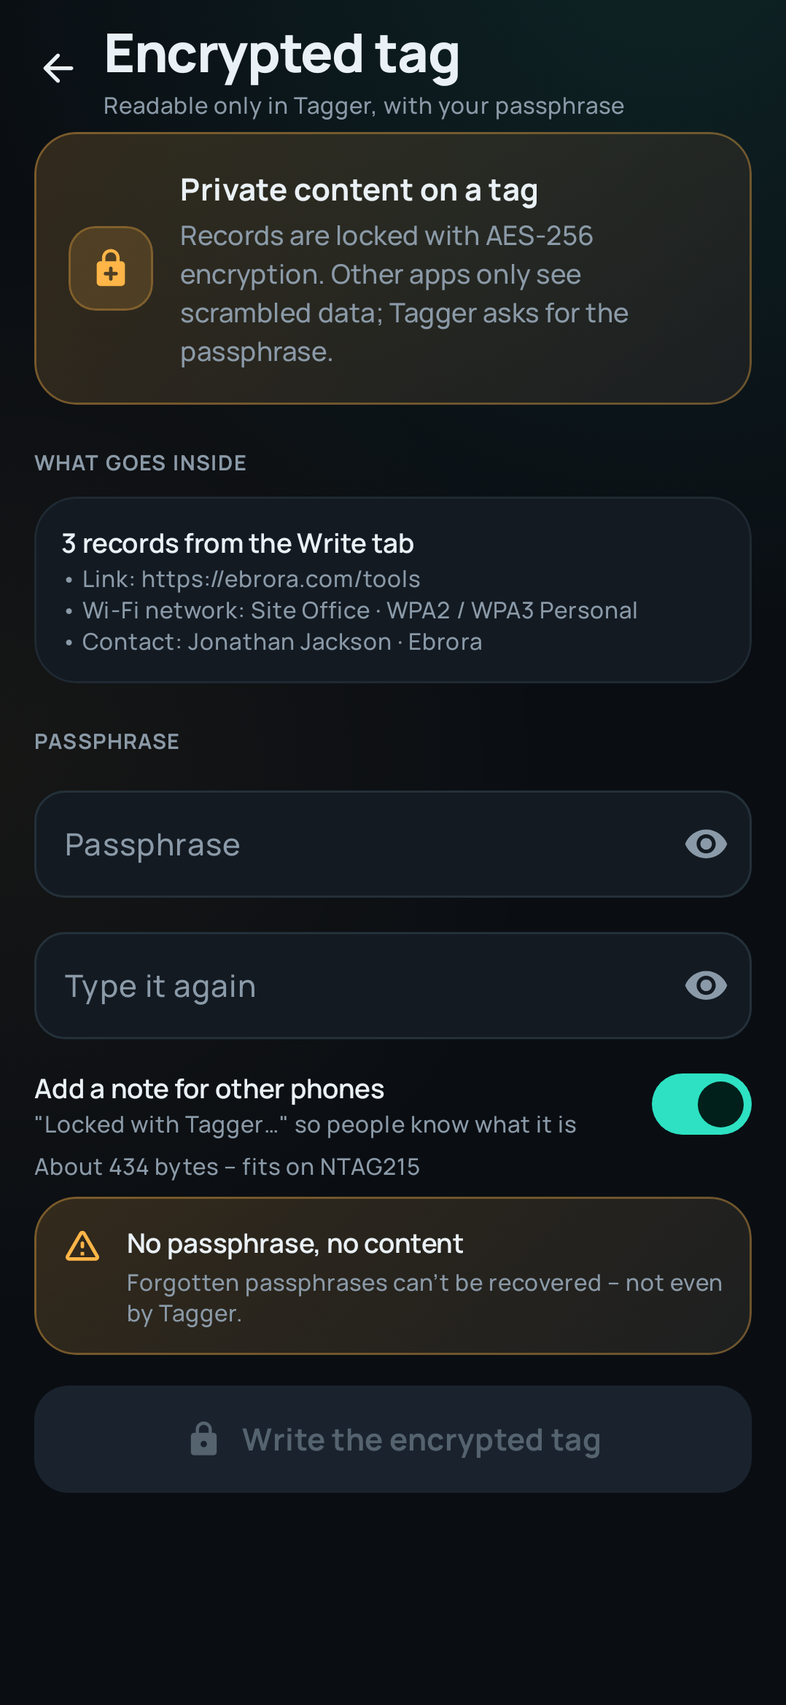 Encrypted tag
Readable only in Tagger, with your passphrase
Private content on a tag
Records are locked with AES-256
encryption. Other apps only see
scrambled data; Tagger asks for the
passphrase.
WHAT GOES INSIDE
3 records from the Write tab
• Link: https://ebrora.com/tools
• Wi-Fi network: Site Office · WPA2 / WPA3 Personal
• Contact: Jonathan Jackson · Ebrora
PASSPHRASE
Passphrase
Type it again
Add a note for other phones
"Locked with Tagger…" so people know what it is
About 434 bytes – fits on NTAG215
No passphrase, no content
Forgotten passphrases can’t be recovered – not even
by Tagger.
Write the encrypted tag